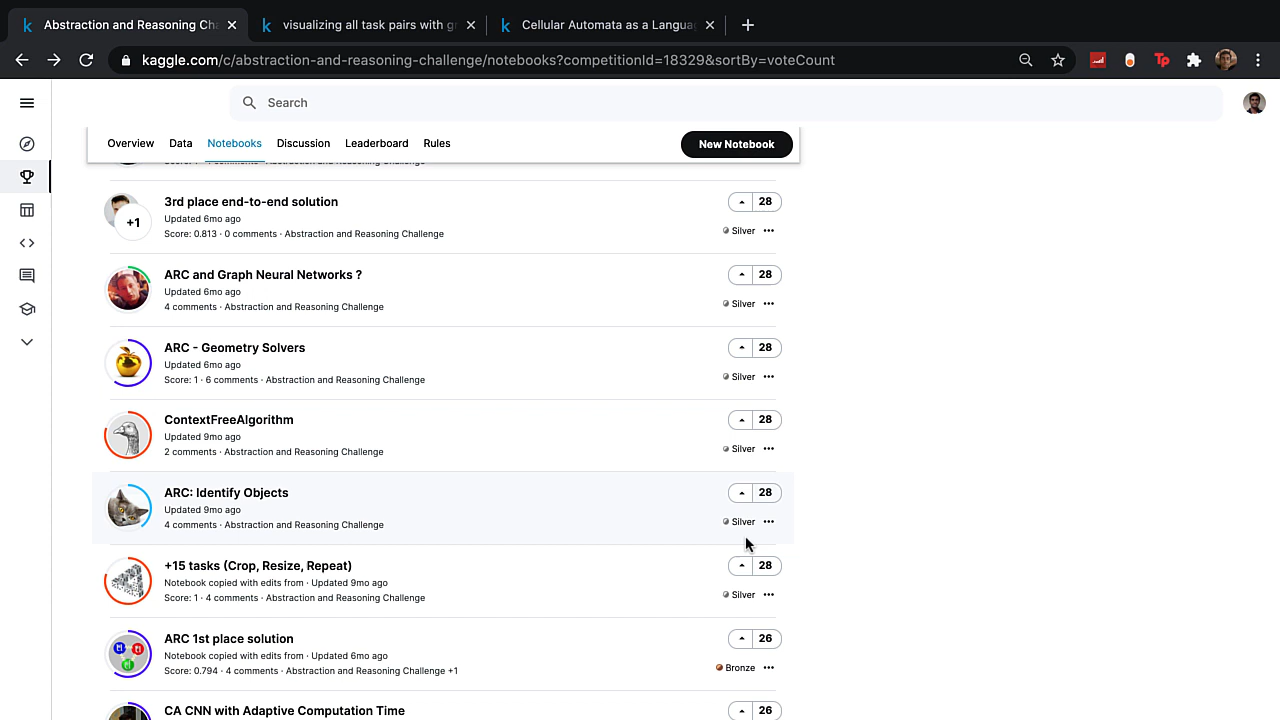 Abstraction and Reasoning Cha
visualizing all task pairs with gr
Cellular Automata as a Langua
kaggle.com/c/abstraction-and-reasoning-challenge/notebooks?competitionId=18329&sortBy=voteCount
Search
Overview Data Notebooks Discussion Leaderboard Rules New Notebook
3rd place end-to-end solution
28
+1
Updated 6mo ago
Score: 0.813 · 0 comments · Abstraction and Reasoning Challenge
Silver
ARC and Graph Neural Networks ?
28
Updated 6mo ago
4 comments · Abstraction and Reasoning Challenge
Silver
ARC - Geometry Solvers
28
Updated 6mo ago
Score: 1 · 6 comments · Abstraction and Reasoning Challenge
Silver
ContextFreeAlgorithm
28
Updated 9mo ago
2 comments · Abstraction and Reasoning Challenge
Silver
ARC: Identify Objects
28
Updated 9mo ago
4 comments · Abstraction and Reasoning Challenge
Silver
+15 tasks (Crop, Resize, Repeat)
28
Notebook copied with edits from · Updated 9mo ago
Score: 1 · 4 comments · Abstraction and Reasoning Challenge
Silver
ARC 1st place solution
26
Notebook copied with edits from · Updated 6mo ago
Score: 0.794 · 4 comments · Abstraction and Reasoning Challenge +1
Bronze
CA CNN with Adaptive Computation Time
26